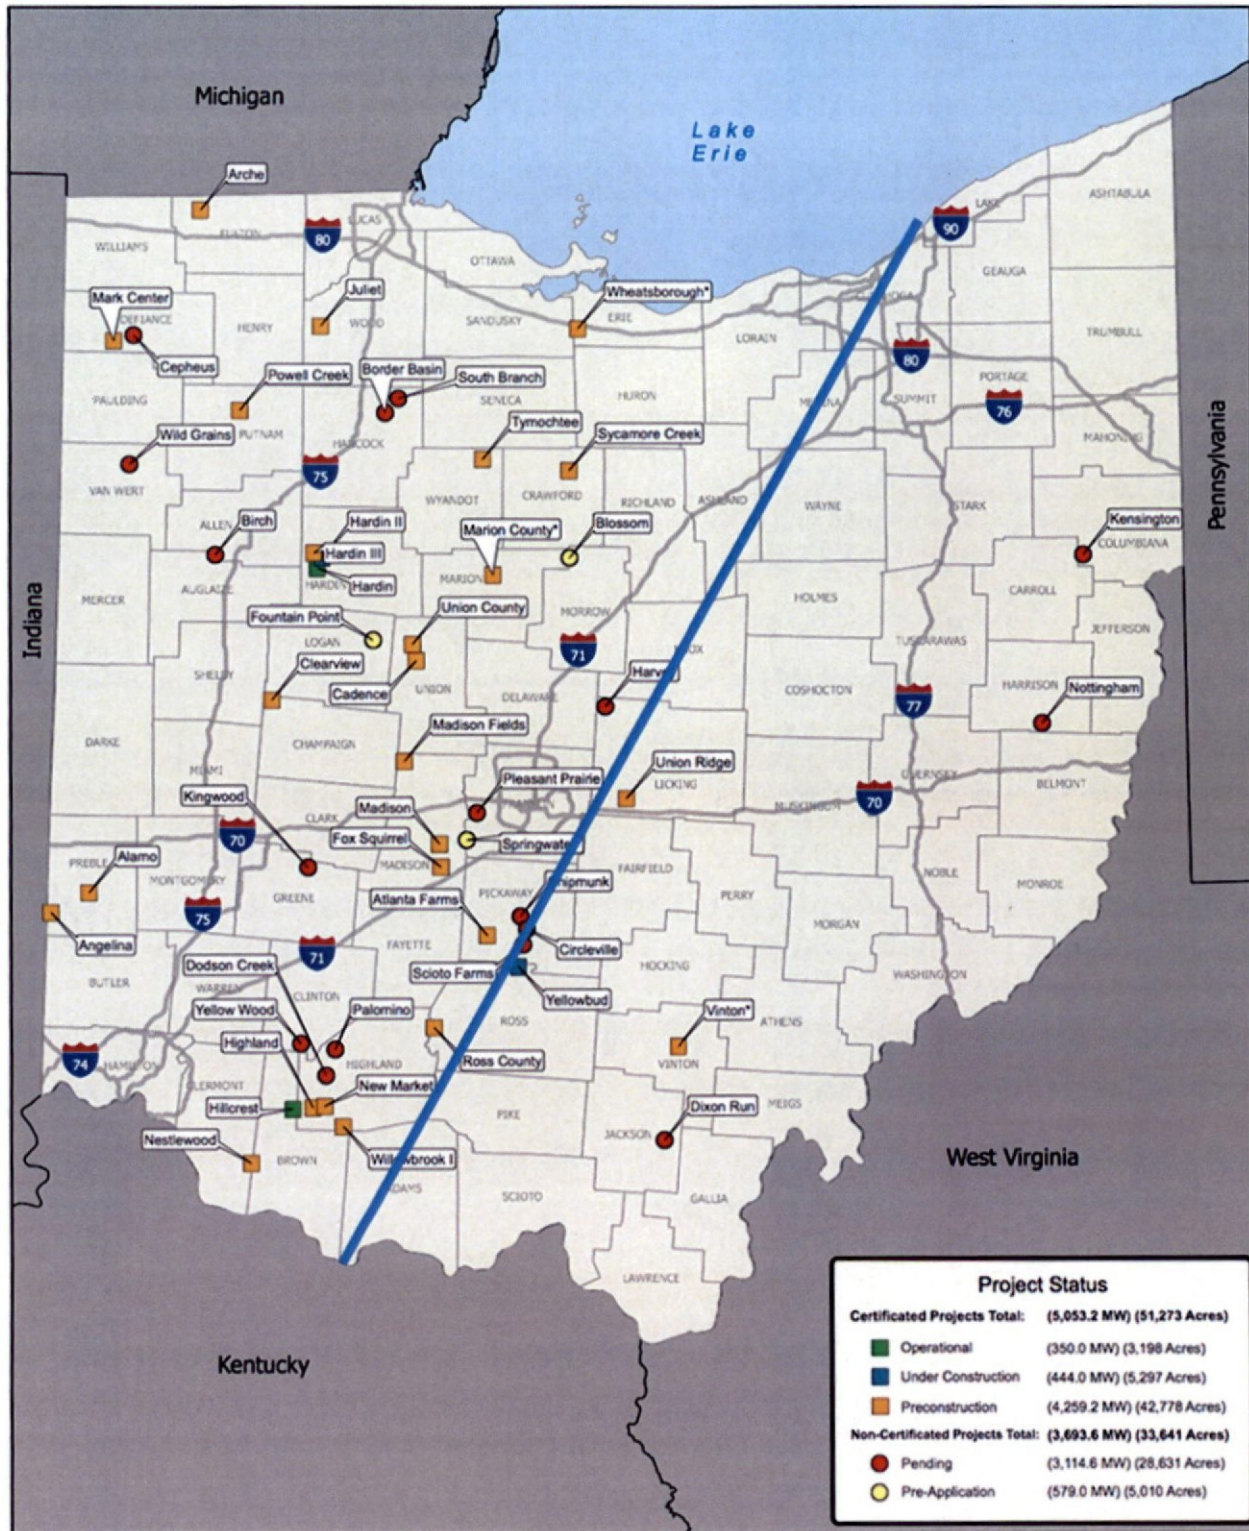 Michigan
Lake
Erie
Arche
ASHTABULA
LAKE
LUCAS
FULTON
80
90
WILLIAMS
OTTAWA
GEAUGA
Mark Center
Juliet
Wheatsborough*
DEFIANCE
HENRY
WOOD
SANDUSKY
ERIE
LORAIN
TRUMBULL
Cepheus
80
Powell Creek
Border Basin
South Branch
PORTAGE
PAULDING
SENECA
HURON
SUMMIT
76
Tymochtee
Wild Grains
PUTNAM
HANCOCK
Sycamore Creek
MAHONING
Pennsylvania
75
VAN WERT
WYANDOT
CRAWFORD
RICHLAND
ASHLAND
WAYNE
STARK
ALLEN
Birch
Hardin II
Marion County*
Blossom
Kensington
COLUMBIANA
Hardin III
AUGLAIZE
HARDIN
Hardin
MARION
CARROLL
MERCER
HOLMES
Indiana
Fountain Point
Union County
MORROW
JEFFERSON
LOGAN
TUSCARAWAS
71
Clearview
SHELBY
Cadence
UNION
DELAWARE
COSHOCTON
HARRISON
Nottingham
77
Madison Fields
DARKE
CHAMPAIGN
MIAMI
Pleasant Prairie
Union Ridge
LICKING
GUERNSEY
BELMONT
Kingwood
70
MUSKINGUM
CLARK
Madison
Fox Squirrel
Springwater
70
PREBLE
Alamo
MADISON
FAIRFIELD
NOBLE
MONROE
MONTGOMERY
GREENE
PICKAWAY
PERRY
Atlanta Farms
75
MORGAN
Angelina
71
FAYETTE
Circleville
Dodson Creek
HOCKING
Scioto Farms
WASHINGTON
BUTLER
WARREN
CLINTON
Yellowbud
Yellow Wood
Palomino
ROSS
Vinton*
ATHENS
Highland
74
HAMILTON
HIGHLAND
Ross County
VINTON
CLERMONT
New Market
Hillcrest
PIKE
Dixon Run
MEIGS
JACKSON
Nestlewood
BROWN
West Virginia
SCIOTO
GALLIA
LAWRENCE
Kentucky
Project Status
Certificated Projects Total: (5,053.2 MW) (51,273 Acres)
Operational (350.0 MW) (3,198 Acres)
Under Construction (444.0 MW) (5,297 Acres)
Preconstruction (4,259.2 MW) (42,778 Acres)
Non-Certificated Projects Total: (3,693.6 MW) (33,641 Acres)
Pending (3,114.6 MW) (28,631 Acres)
Pre-Application (579.0 MW) (5,010 Acres)